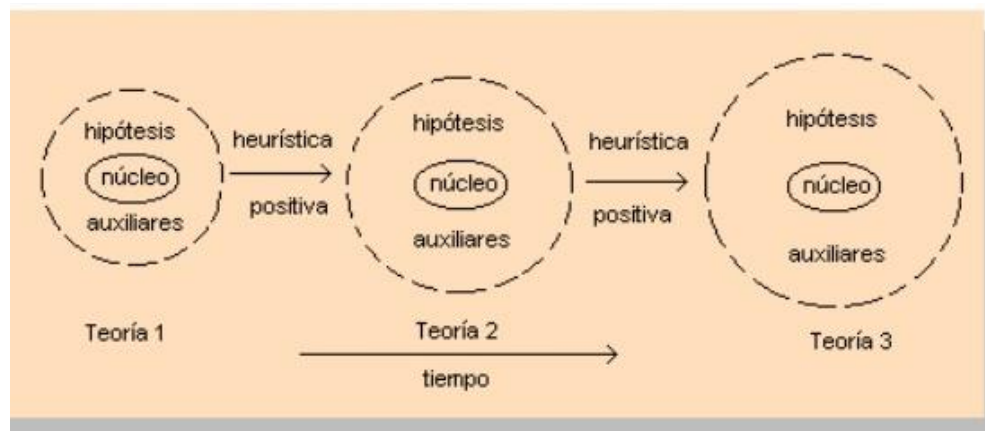 hipótesis
núcleo
auxiliares
Teoría 1
heurística
positiva
hipótesis
núcleo
auxiliares
Teoría 2
heurística
positiva
hipótesis
núcleo
auxiliares
Teoría 3
tiempo